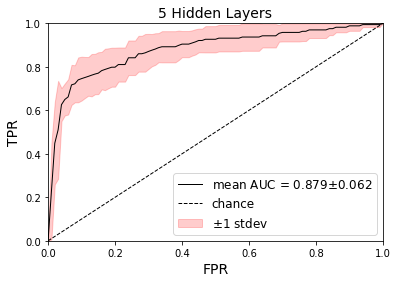 5 Hidden Layers
TPR
1.0
0.8
0.6
0.4
0.2
0.0
mean AUC = 0.879±0.062
chance
±1 stdev
0.0 0.2 0.4 0.6 0.8 1.0
FPR